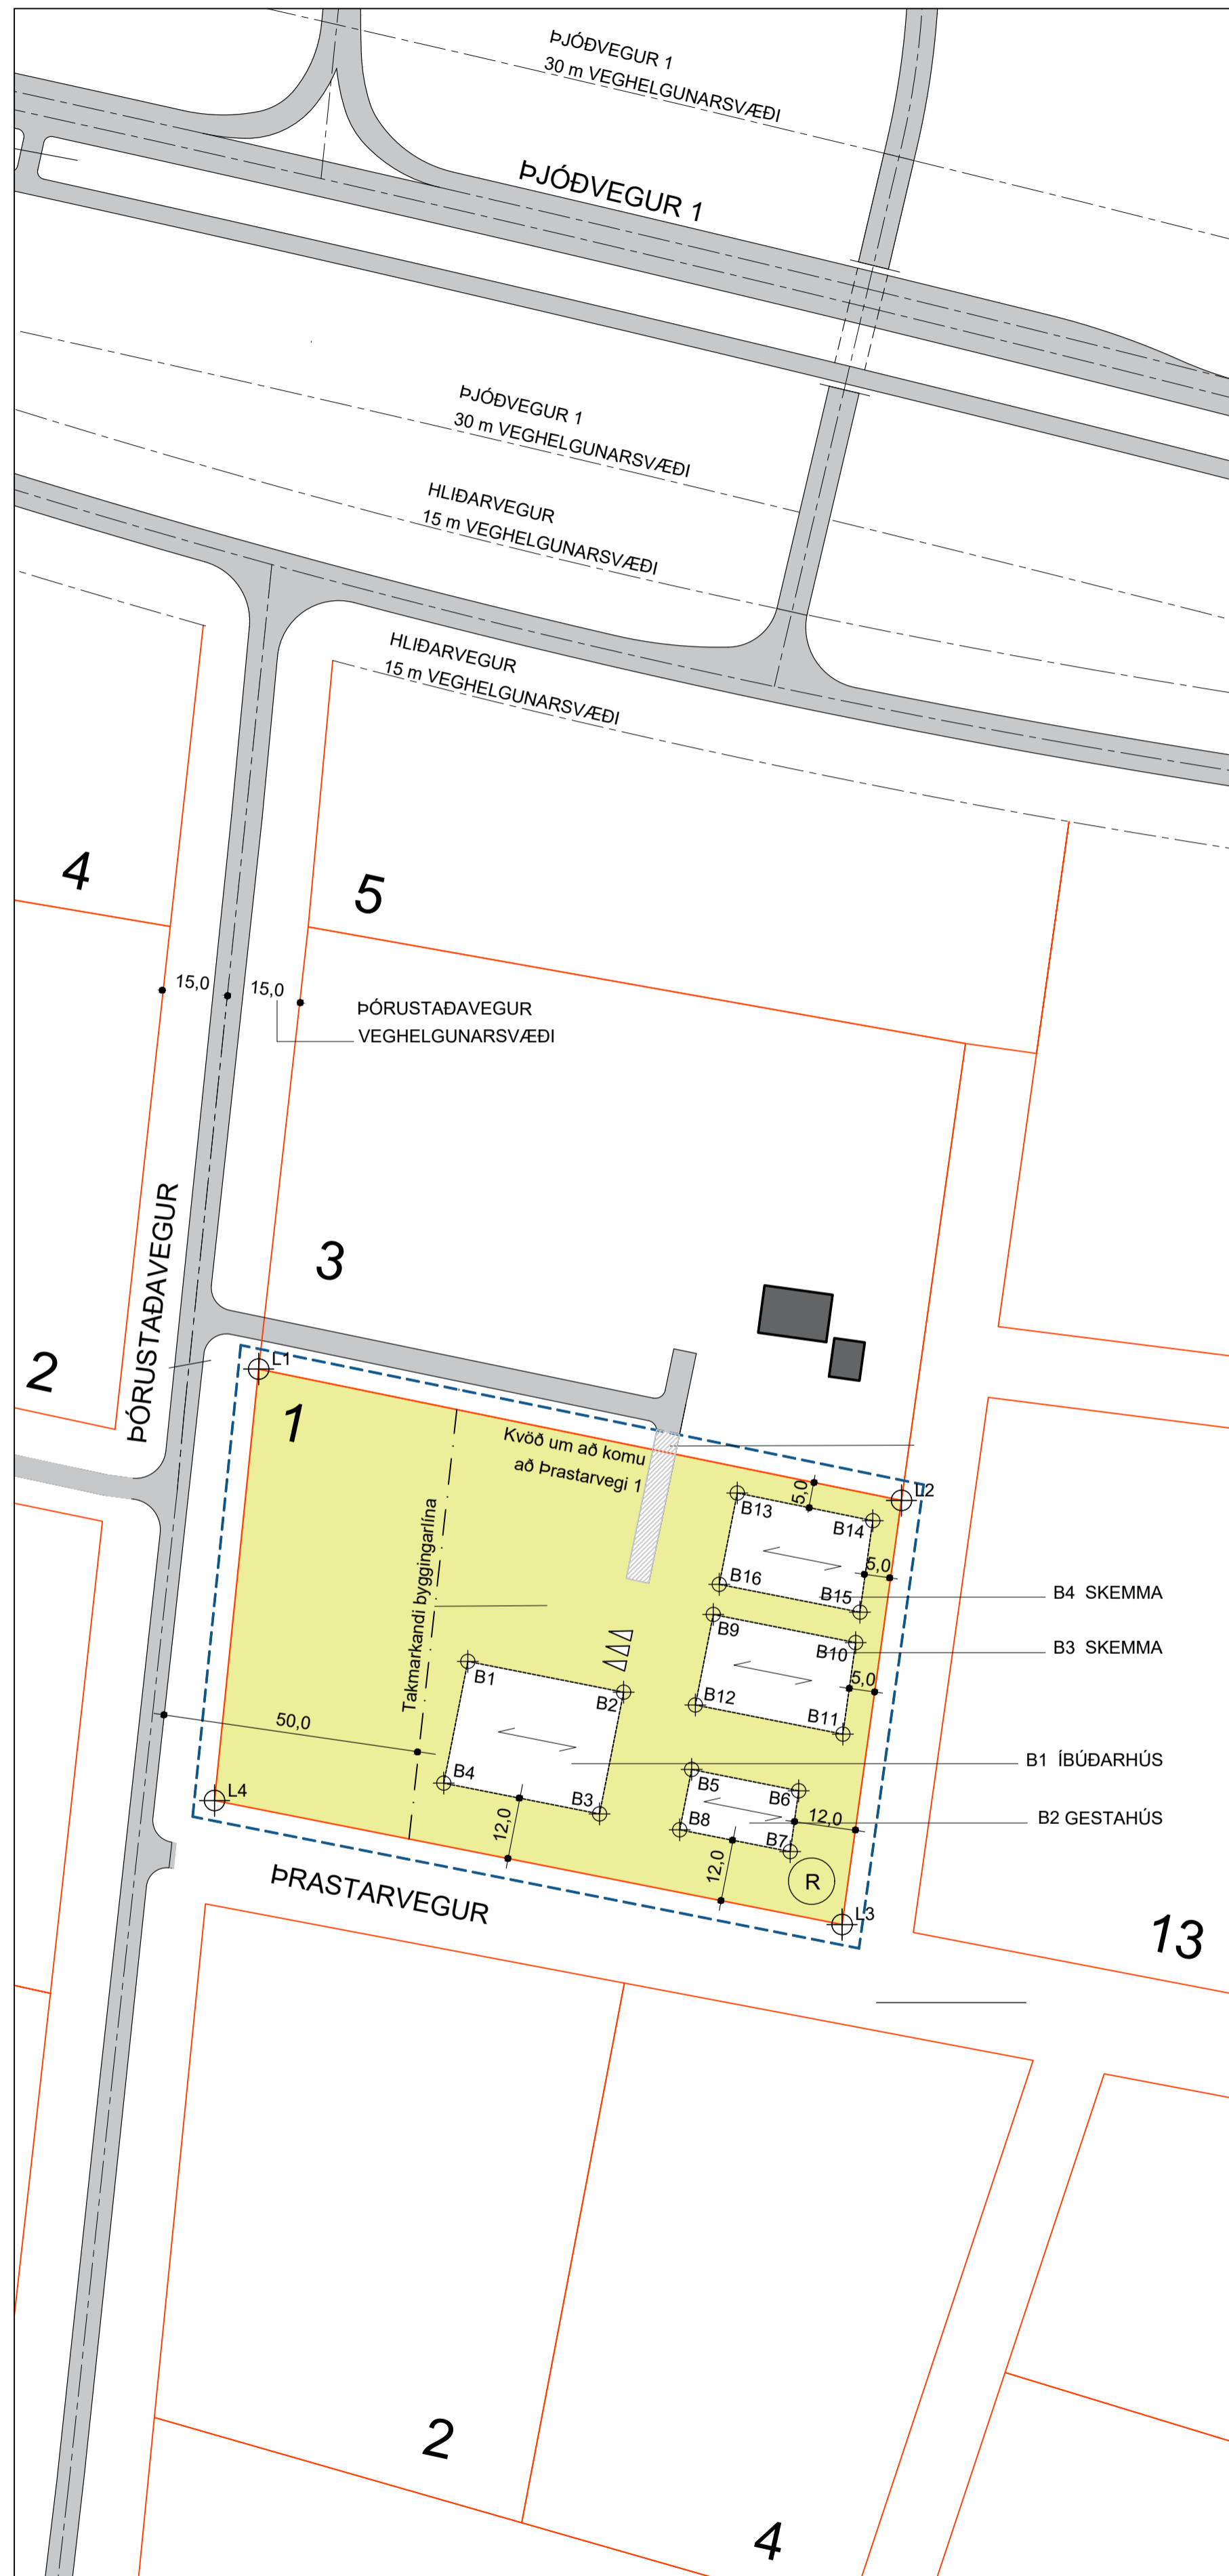 ÞJÓÐVEGUR 1
30 m VEGHELGUNARSVÆÐI
ÞJÓÐVEGUR 1
ÞJÓÐVEGUR 1
30 m VEGHELGUNARSVÆÐI
HLIÐARVEGUR
15 m VEGHELGUNARSVÆÐI
HLIÐARVEGUR
15 m VEGHELGUNARSVÆÐI
4
5
15,0
15,0
ÞÓRUSTAÐAVEGUR
VEGHELGUNARSVÆÐI
ÞÓRUSTAÐAVEGUR
3
2
L1
1
Kvöð um að komu
að Þrastarvegi 1
L2
5,0
B13
B14
5,0
B16
B15
B4 SKEMMA
Takmarkandi byggingarlína
B9
B10
B3 SKEMMA
5,0
B12
B11
B1
B2
50,0
B1 ÍBÚÐARHÚS
B4
B3
B5
B6
B8
B7
12,0
B2 GESTAHÚS
L4
12,0
12,0
R
L3
ÞRASTARVEGUR
13
2
4